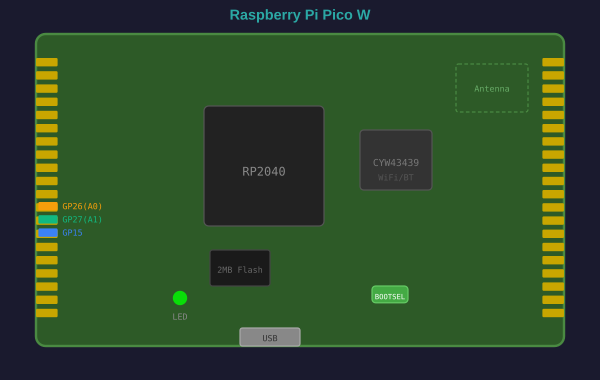 Raspberry Pi Pico W
Antenna
RP2040
CYW43439
WiFi/BT
GP26(A0)
GP27(A1)
GP15
2MB Flash
BOOTSEL
LED
USB